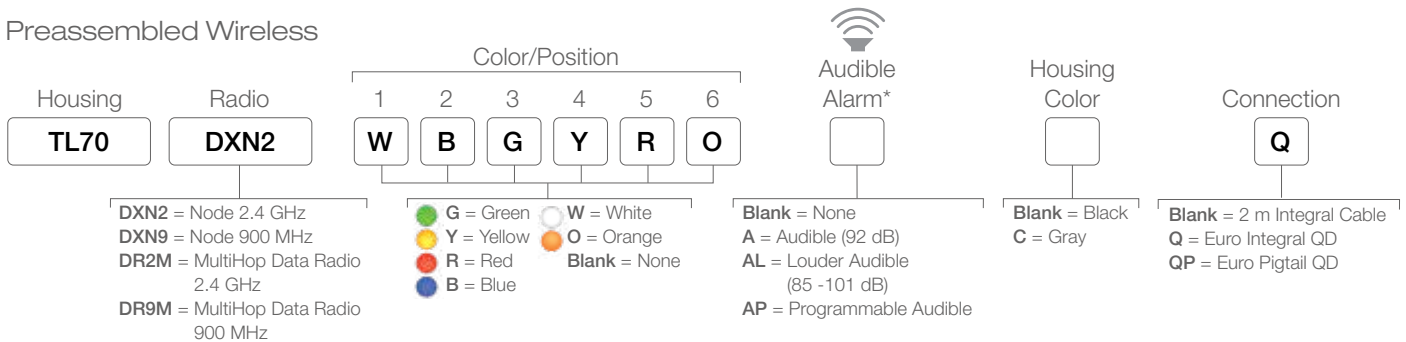 Preassembled Wireless
Color/Position
Audible
Alarm*
Housing
Color
Housing
Radio
1 2 3 4 5 6
Connection
TL70
DXN2
W B G Y R O
Q
DXN2 = Node 2.4 GHz
DXN9 = Node 900 MHz
DR2M = MultiHop Data Radio
2.4 GHz
DR9M = MultiHop Data Radio
900 MHz
G = Green
Y = Yellow
R = Red
B = Blue
W = White
O = Orange
Blank = None
Blank = None
A = Audible (92 dB)
AL = Louder Audible
(85 -101 dB)
AP = Programmable Audible
Blank = Black
C = Gray
Blank = 2 m Integral Cable
Q = Euro Integral QD
QP = Euro Pigtail QD